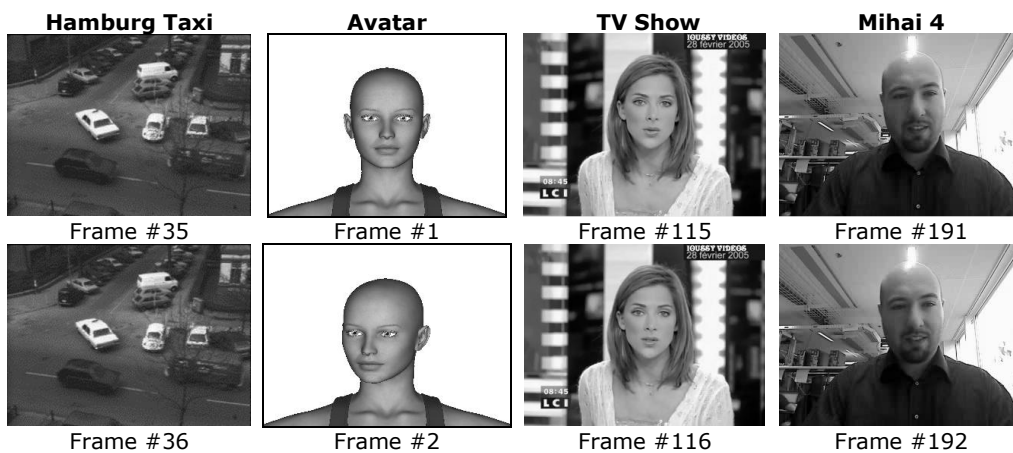 Hamburg Taxi Avatar TV Show Mihai 4
IOUSSY VIDEOS
28 février 2005
08:45
LCI
Frame #35 Frame #1 Frame #115 Frame #191
IOUSSY VIDEOS
28 février 2005
08:45
LCI
Frame #36 Frame #2 Frame #116 Frame #192